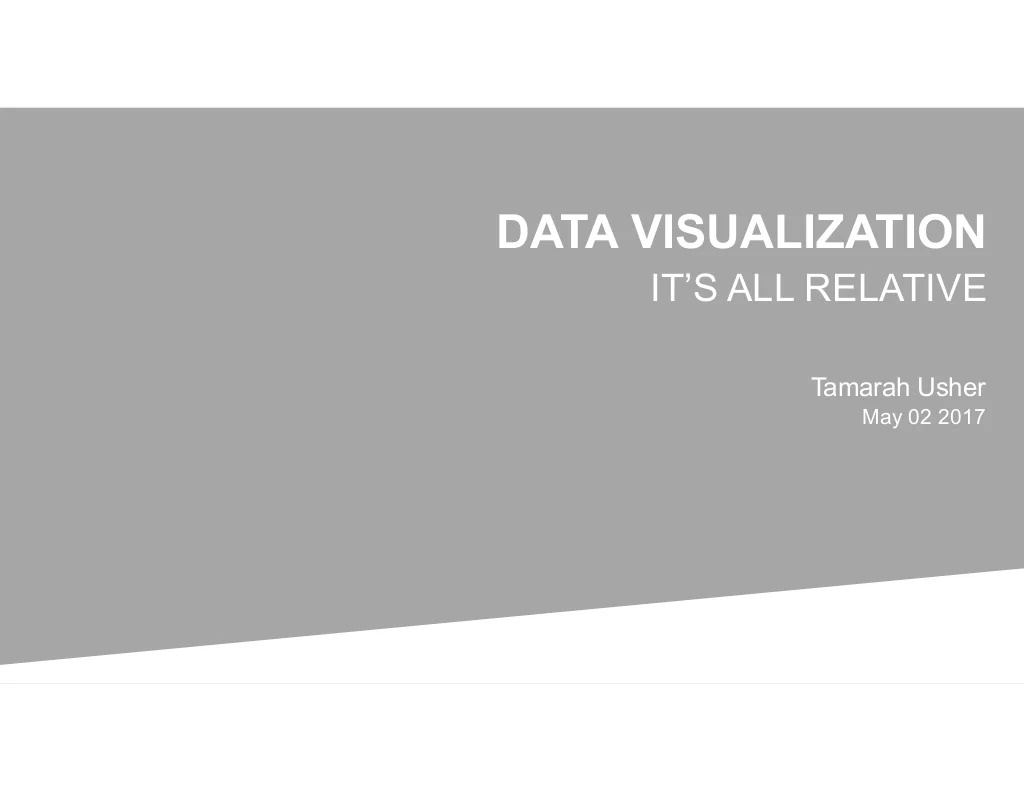 DATA VISUALIZATION
IT’S ALL RELATIVE
Tamarah Usher
May 02 2017